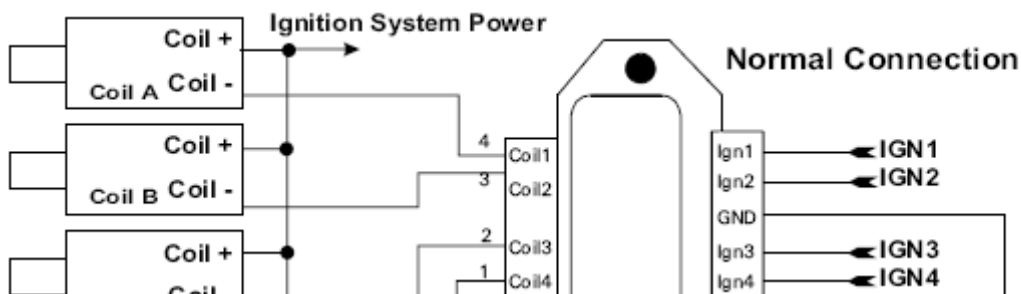 Ignition System Power
Normal Connection
Coil +
Coil A Coil -
Coil +
Coil B Coil -
Coil +
4
3
2
1
Coil1
Coil2
Coil3
Coil4
Ign1
Ign2
GND
Ign3
Ign4
IGN1
IGN2
IGN3
IGN4